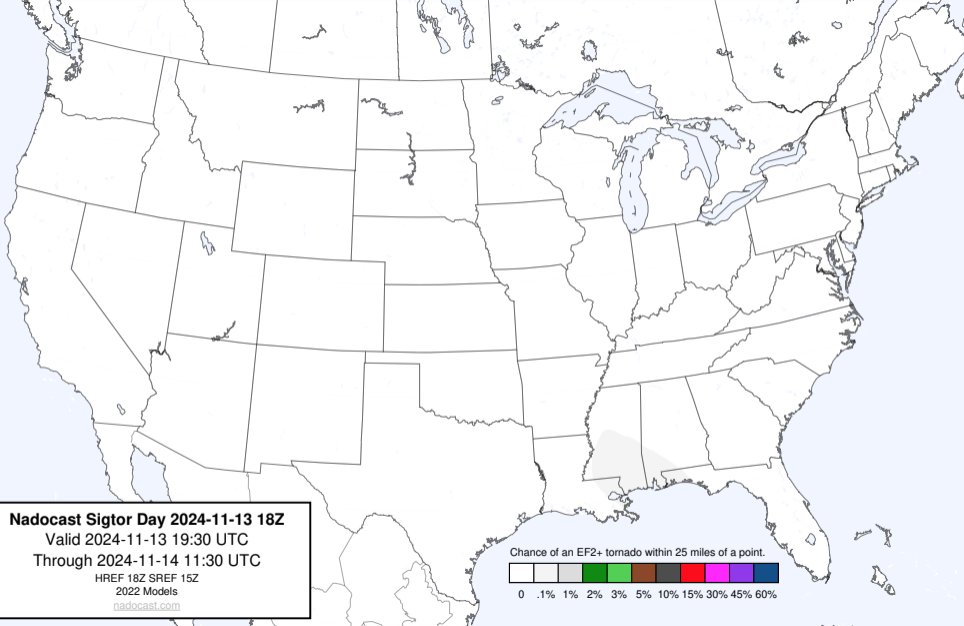 Nadocast Sigtor Day 2024-11-13 18Z
Valid 2024-11-13 19:30 UTC
Through 2024-11-14 11:30 UTC
HREF 18Z SREF 15Z
2022 Models
nadocast.com
Chance of an EF2+ tornado within 25 miles of a point.
0 .1% 1% 2% 3% 5% 10% 15% 30% 45% 60%